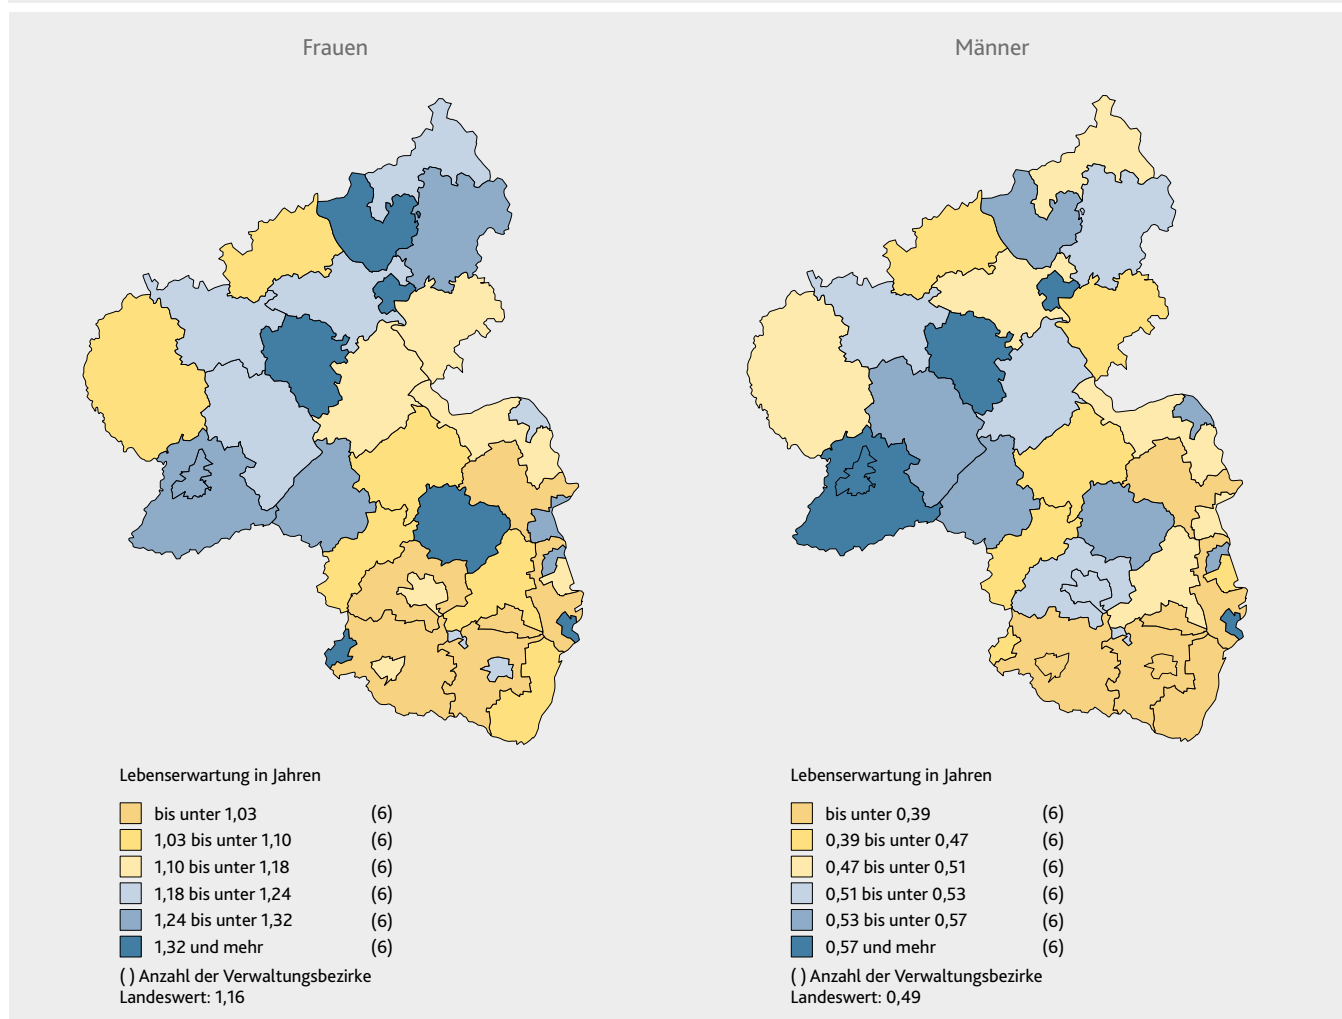 Frauen
Lebenserwartung in Jahren
bis unter 1,03 (6)
1,03 bis unter 1,10 (6)
1,10 bis unter 1,18 (6)
1,18 bis unter 1,24 (6)
1,24 bis unter 1,32 (6)
1,32 und mehr (6)
( ) Anzahl der Verwaltungsbezirke
Landeswert: 1,16
Männer
Lebenserwartung in Jahren
bis unter 0,39 (6)
0,39 bis unter 0,47 (6)
0,47 bis unter 0,51 (6)
0,51 bis unter 0,53 (6)
0,53 bis unter 0,57 (6)
0,57 und mehr (6)
( ) Anzahl der Verwaltungsbezirke
Landeswert: 0,49